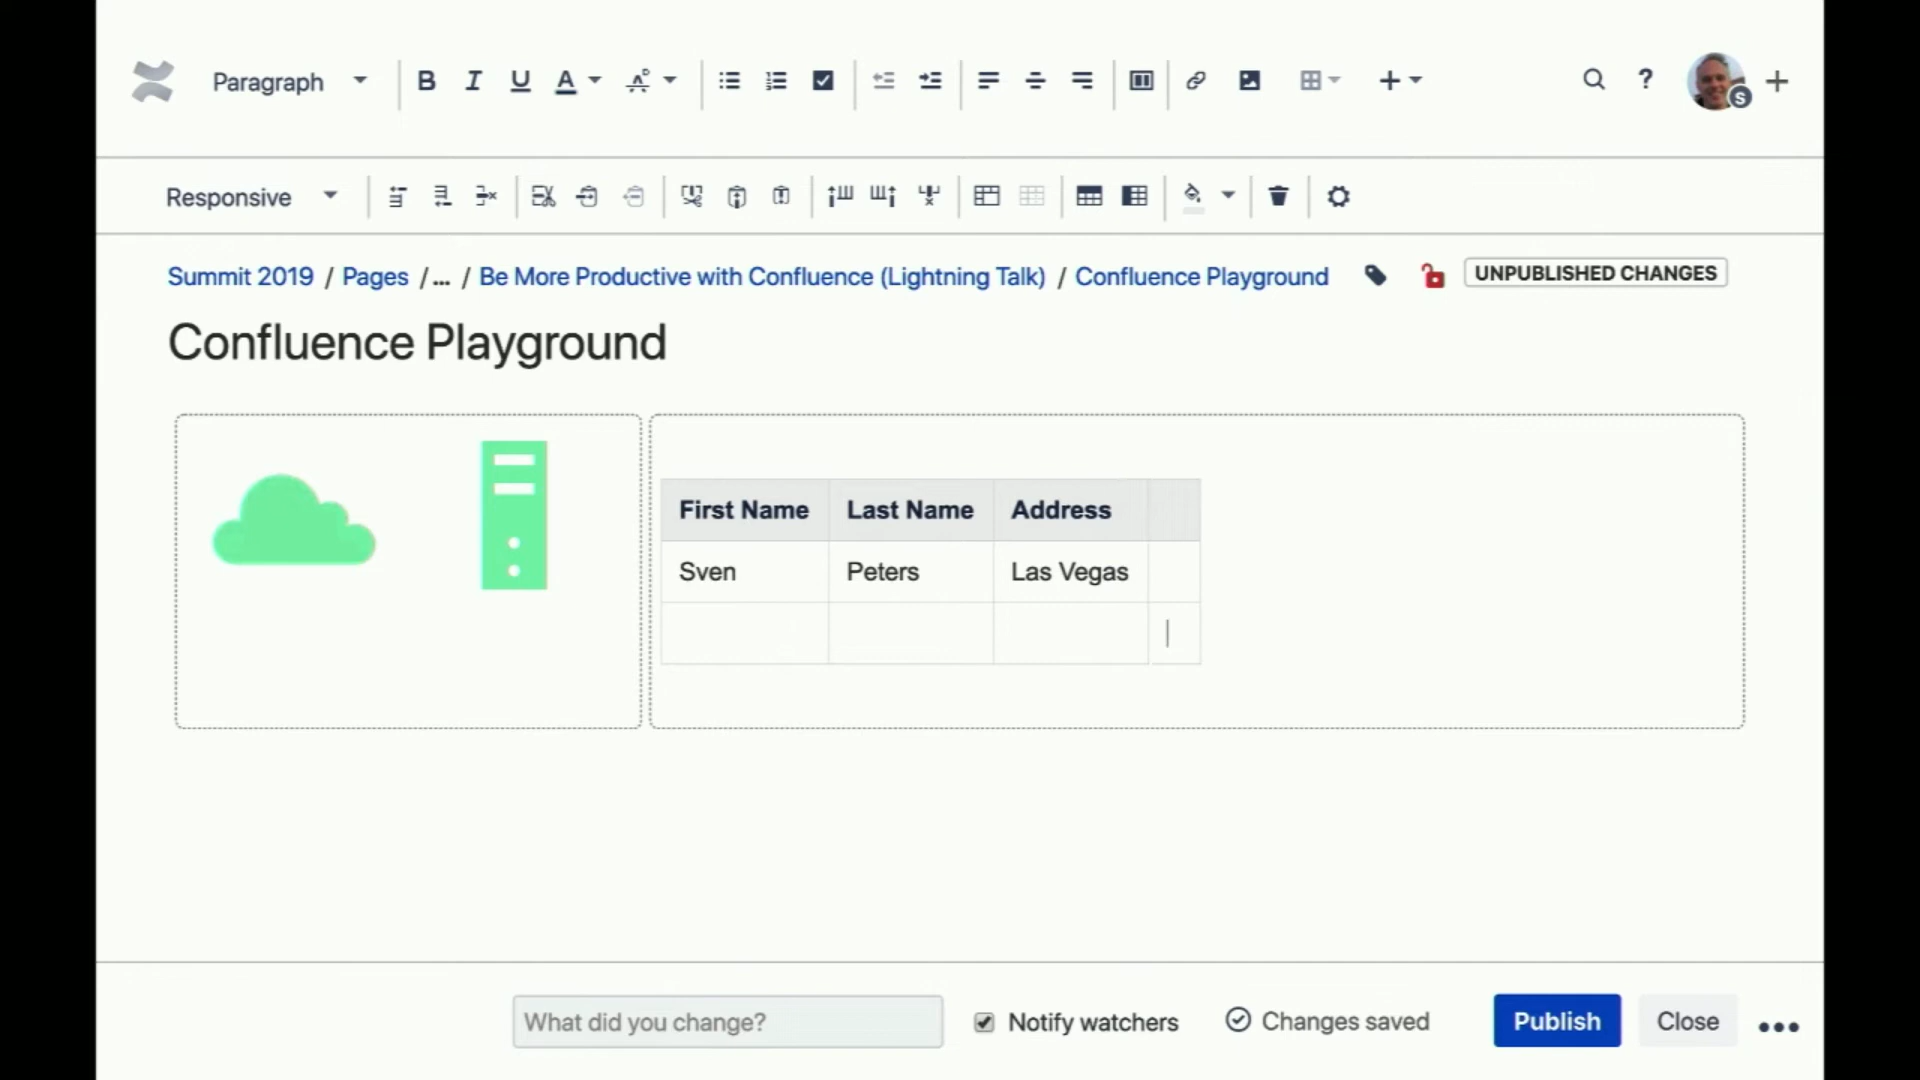 Paragraph B I U A
? S
Responsive
Summit 2019 / Pages /... / Be More Productive with Confluence (Lightning Talk) / Confluence Playground UNPUBLISHED CHANGES
Confluence Playground
First Name Last Name Address
Sven Peters Las Vegas
What did you change? Notify watchers Changes saved Publish Close